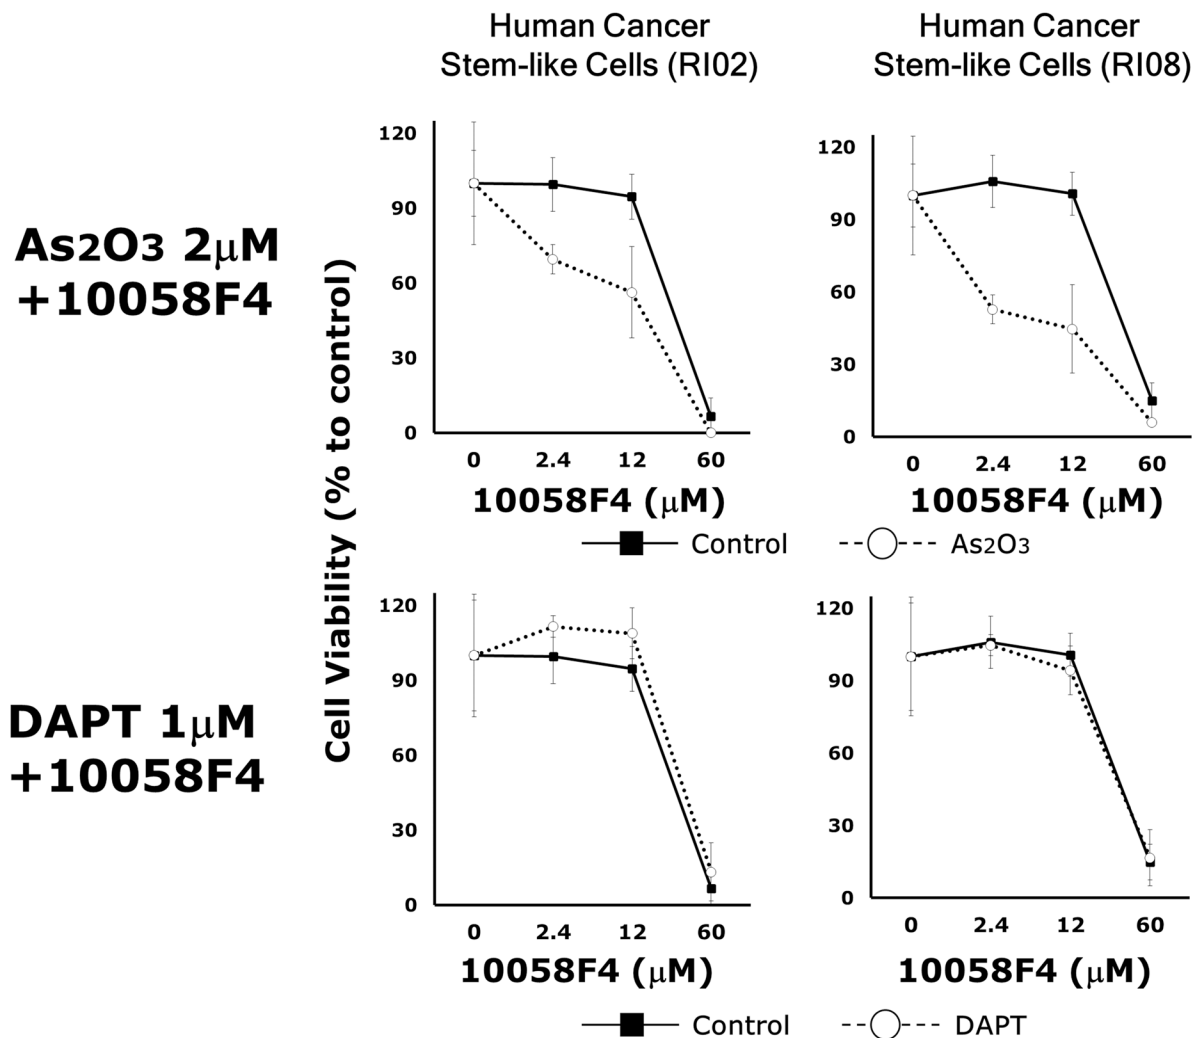 Human Cancer
Stem-like Cells (RI02)
Human Cancer
Stem-like Cells (RI08)
As2O3 2μM
+10058F4
Cell Viability (% to control)
120
90
60
30
0
0 2.4 12 60
10058F4 (μM)
120
90
60
30
0
0 2.4 12 60
10058F4 (μM)
Control As2O3
DAPT 1μM
+10058F4
120
90
60
30
0
0 2.4 12 60
10058F4 (μM)
120
90
60
30
0
0 2.4 12 60
10058F4 (μM)
Control DAPT